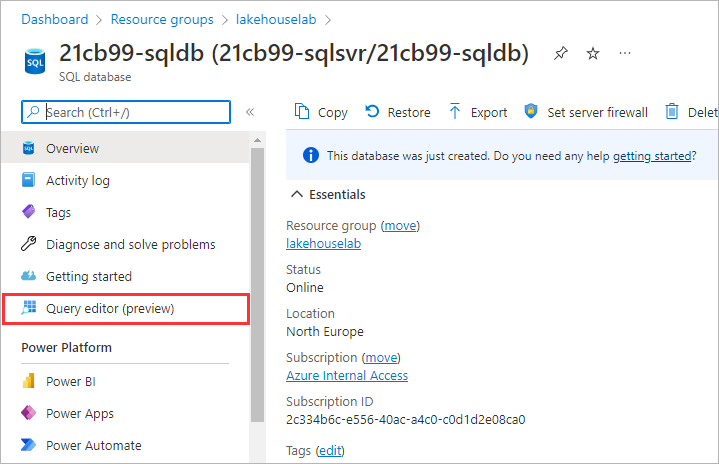 Dashboard > Resource groups > lakehouselab >
21cb99-sqldb (21cb99-sqlsvr/21cb99-sqldb)
SQL
SQL database
Search (Ctrl+/)
Copy Restore Export Set server firewall Delet
SQL Overview
Activity log
Tags
Diagnose and solve problems
Getting started
Query editor (preview)
Power Platform
Power BI
Power Apps
Power Automate
This database was just created. Do you need any help getting started?
Essentials
Resource group (move)
lakehouselab
Status
Online
Location
North Europe
Subscription (move)
Azure Internal Access
Subscription ID
2c334b6c-e556-40ac-a4c0-c0d1d2e08ca0
Tags (edit)